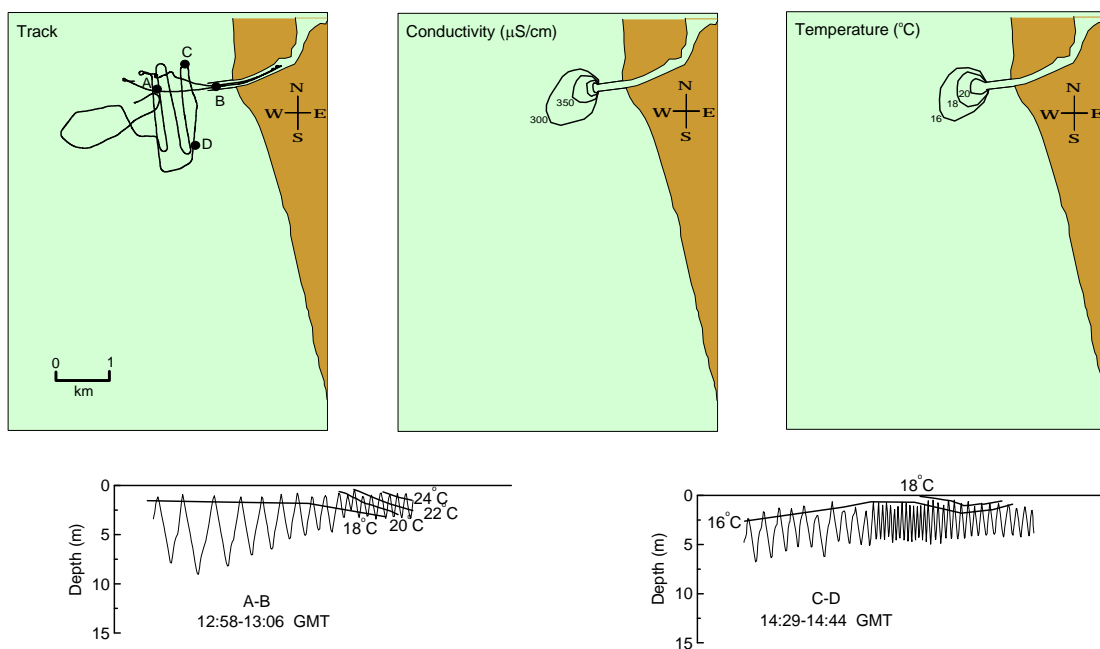 Track
C
A
B
D
N
W E
S
0 1
km
Conductivity (µS/cm)
350
300
N
W E
S
Temperature (°C)
20
18
16
N
W E
S
0
5
10
15
Depth (m)
24°C
22°C
20°C
18°C
A-B
12:58-13:06 GMT
0
5
10
15
Depth (m)
18°C
16°C
C-D
14:29-14:44 GMT